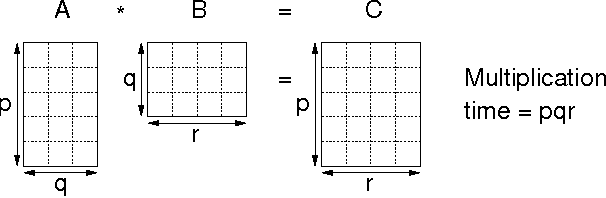 A * B = C
p q = p Multiplication
time = pqr
r
q r